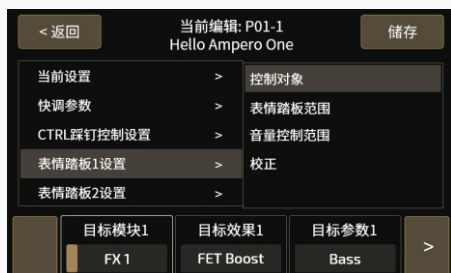 <返回
当前编辑: P01-1
Hello Ampero One
储存
当前设置 >
快调参数 >
CTRL踩钉控制设置 >
表情踏板1设置 >
表情踏板2设置 >
控制对象
表情踏板范围
音量控制范围
校正
目标模块1
FX 1
目标效果1
FET Boost
目标参数1
Bass
>